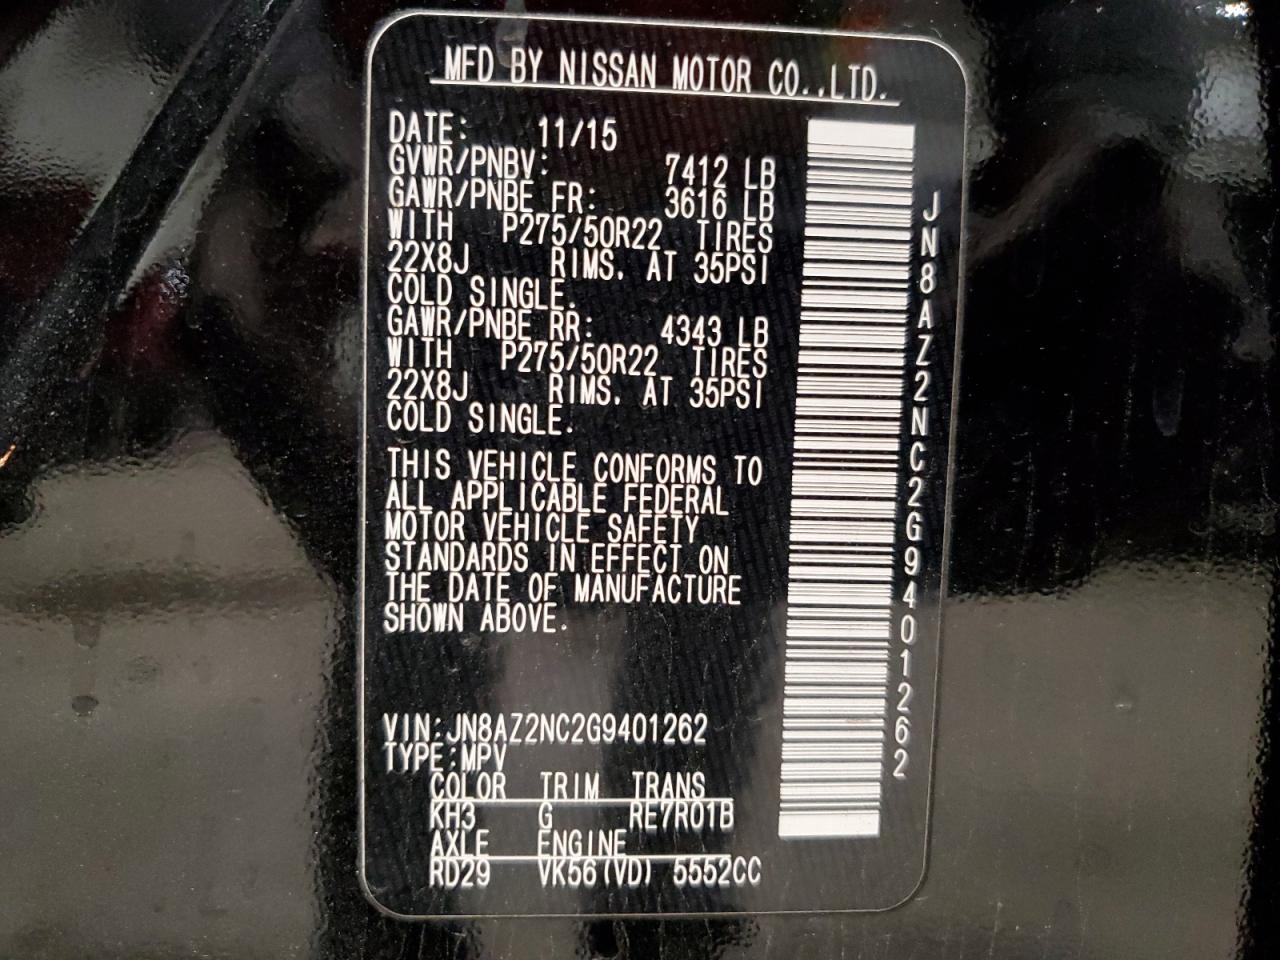 MFD BY NISSAN MOTOR CO.,LTD.
DATE: 11/15
GVWR/PNBV: 7412 LB
GAWR/PNBE FR: 3616 LB
WITH P275/50R22 TIRES
22X8J RIMS. AT 35PSI
COLD SINGLE.
GAWR/PNBE RR: 4343 LB
WITH P275/50R22 TIRES
22X8J RIMS. AT 35PSI
COLD SINGLE.
THIS VEHICLE CONFORMS TO
ALL APPLICABLE FEDERAL
MOTOR VEHICLE SAFETY
STANDARDS IN EFFECT ON
THE DATE OF MANUFACTURE
SHOWN ABOVE.
VIN:JN8AZ2NC2G9401262
TYPE:MPV
COLOR TRIM TRANS
KH3 G RE7R01B
AXLE ENGINE
RD29 VK56(VD) 5552CC
JN8AZ2NC2G9401262